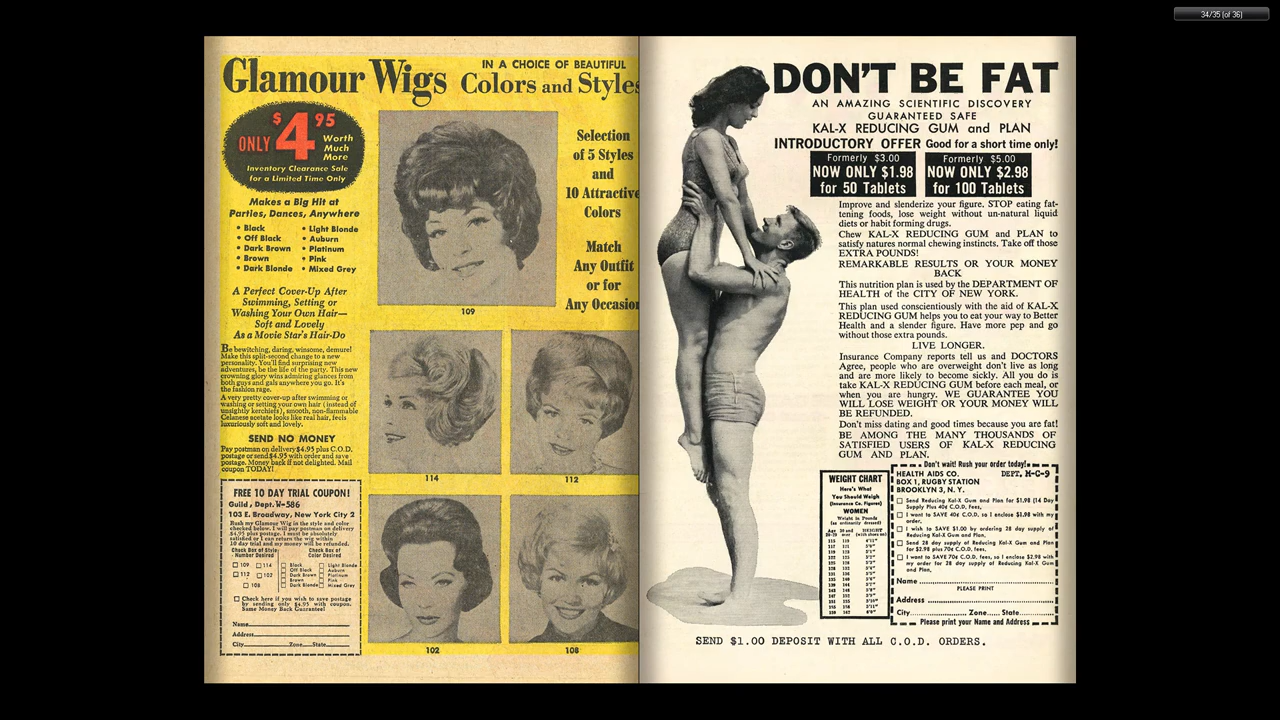 34/35 (of 36)
Glamour Wigs
IN A CHOICE OF BEAUTIFUL
Colors and Styles
ONLY $4.95
Worth
Much
More
Inventory Clearance Sale
for a Limited Time Only
Makes a Big Hit at
Parties, Dances, Anywhere
• Black
• Off Black
• Dark Brown
• Brown
• Dark Blonde
• Light Blonde
• Auburn
• Platinum
• Pink
• Mixed Grey
A Perfect Cover-Up After
Swimming, Setting or
Washing Your Own Hair—
Soft and Lovely
As a Movie Star's Hair-Do
Be bewitching, daring, winsome, demure!
Make this split-second change to a new
personality. You'll find surprising new
adventures, be the life of the party. This new
crowning glory wins admiring glances from
both guys and gals anywhere you go. It's
the fashion rage.
A very pretty cover-up after swimming or
washing or setting your own hair (instead of
unsightly kerchiefs), smooth, non-flammable
Celanese acetate looks like real hair, feels
luxuriously soft and lovely.
SEND NO MONEY
Pay postman on delivery $4.95 plus C.O.D.
postage or send $4.95 with order and save
postage. Money back if not delighted. Mail
coupon TODAY!
FREE 10 DAY TRIAL COUPON!
Guild, Dept. W-586
103 E. Broadway, New York City 2
Rush my Glamour Wig in the style and color
checked below. I will pay postman on delivery
$4.95 plus postage. I must be absolutely
satisfied or I can return the wig within
10 day trial and my money will be refunded.
Check Box of Style
Number Desired
Check Box of
Color Desired
109 114
112 102
108
Black
Off Black
Dark Brown
Brown
Dark Blonde
Light Blonde
Auburn
Platinum
Pink
Mixed Grey
Check here if you wish to save postage
by sending only $4.95 with coupon.
Same Money Back Guarantee!
Name
Address
City Zone State
109
Selection
of 5 Styles
and
10 Attractive
Colors
Match
Any Outfit
or for
Any Occasion
114
112
102
108
DON'T BE FAT
AN AMAZING SCIENTIFIC DISCOVERY
GUARANTEED SAFE
KAL-X REDUCING GUM and PLAN
INTRODUCTORY OFFER Good for a short time only!
Formerly $3.00
NOW ONLY $1.98
for 50 Tablets
Formerly $5.00
NOW ONLY $2.98
for 100 Tablets
Improve and slenderize your figure. STOP eating fat-
tening foods, lose weight without un-natural liquid
diets or habit forming drugs.
Chew KAL-X REDUCING GUM and PLAN to
satisfy natures normal chewing instincts. Take off those
EXTRA POUNDS!
REMARKABLE RESULTS OR YOUR MONEY
BACK
This nutrition plan is used by the DEPARTMENT OF
HEALTH of the CITY OF NEW YORK.
This plan used conscientiously with the aid of KAL-X
REDUCING GUM helps you to eat your way to Better
Health and a slender figure. Have more pep and go
without those extra pounds.
LIVE LONGER.
Insurance Company reports tell us and DOCTORS
Agree, people who are overweight don't live as long
and are more likely to become sickly. All you do is
take KAL-X REDUCING GUM before each meal, or
when you are hungry. WE GUARANTEE YOU
WILL LOSE WEIGHT OR YOUR MONEY WILL
BE REFUNDED.
Don't miss dating and good times because you are fat!
BE AMONG THE MANY THOUSANDS OF
SATISFIED USERS OF KAL-X REDUCING
GUM AND PLAN.
WEIGHT CHART
Here's What
You Should Weigh
(Insurance Co. Figures)
WOMEN
Weight in Pounds
(as ordinarily dressed)
Don't wait! Rush your order today!
HEALTH AIDS CO. DEPT, M-C-9
BOX 1, RUGBY STATION
BROOKLYN 3, N. Y.
Send Reducing Kal-X Gum and Plan for $1.98 (14 Day
Supply Plus 40¢ C.O.D. Fees,
I want to SAVE 40¢ C.O.D. so I enclose $1.98 with my
order,
I wish to SAVE $1.00 by ordering 28 day supply of
Reducing Kal-X Gum and Plan.
Send 28 day supply of Reducing Kal-X Gum and Plan
for $2.98 plus 70¢ C.O.D. fees,
I want to SAVE 70¢ C.O.D. fees, so I enclose $2.98 with
my order for 28 day supply of Reducing Kal-X Gum
and Plan,
Name
PLEASE PRINT
Address
City Zone State
Please print your Name and Address
SEND $1.00 DEPOSIT WITH ALL C.O.D. ORDERS.